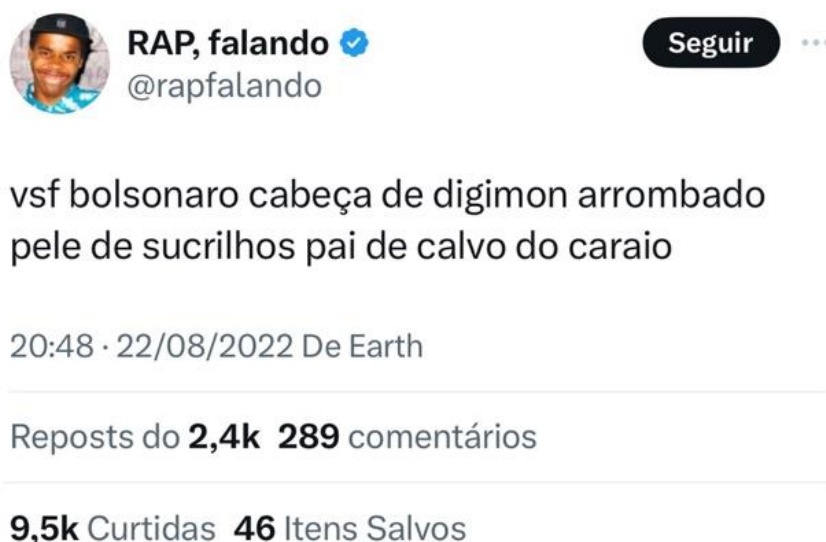 RAP, falando
Seguir
@rapfalando
vsf bolsonaro cabeça de digimon arrombado
pele de sucrilhos pai de calvo do caraio
20:48 · 22/08/2022 De Earth
Reposts do 2,4k 289 comentários
9,5k Curtidas 46 Itens Salvos